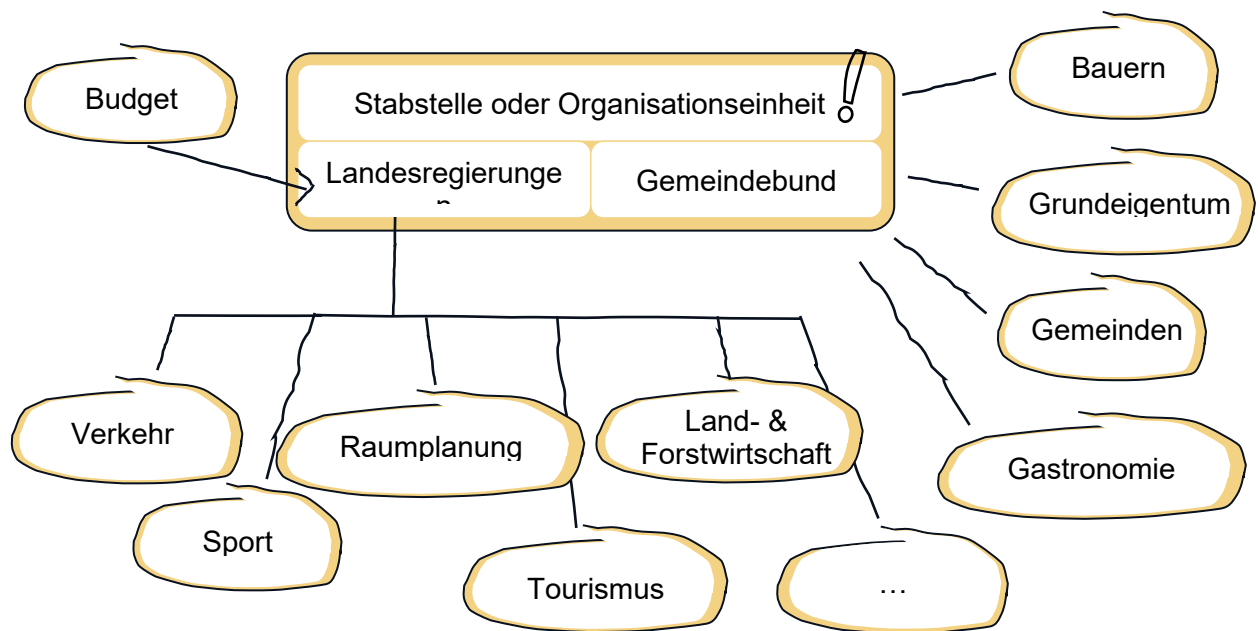 Budget
Stabstelle oder Organisationseinheit
!
Landesregierunge
n
Gemeindebund
Bauern
Grundeigentum
Gemeinden
Gastronomie
Verkehr
Sport
Raumplanung
Tourismus
Land- &
Forstwirtschaft
…